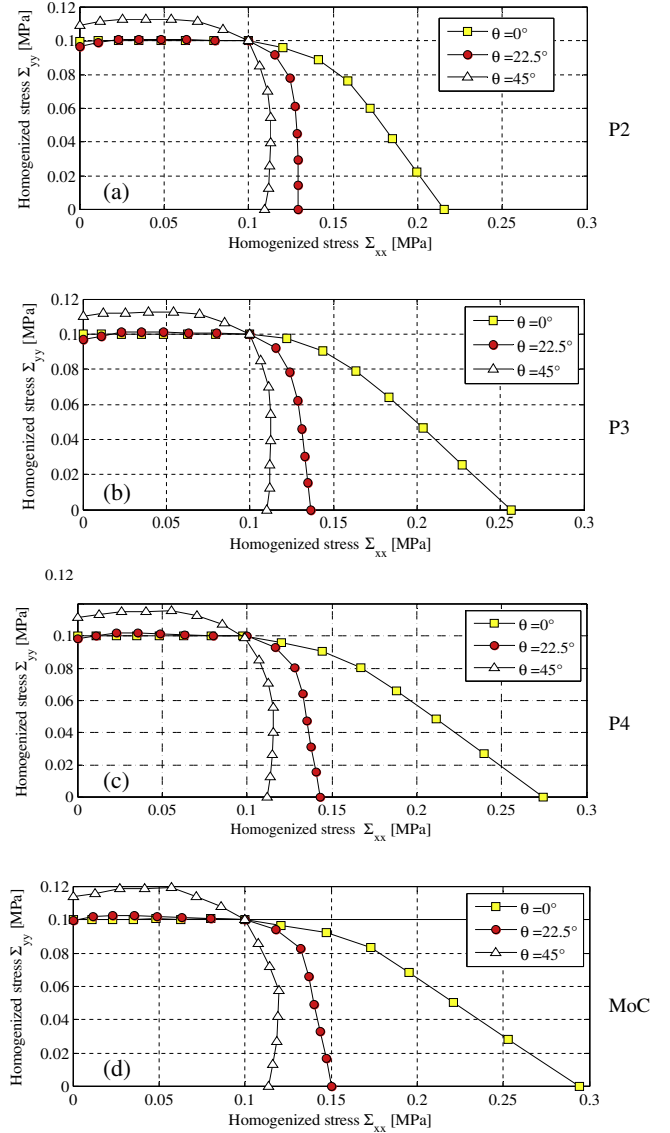 0.12
0.1
0.08
0.06
0.04
0.02
0
Homogenized stress Σyy [MPa]
θ =0°
θ =22.5°
θ =45°
(a)
P2
0 0.05 0.1 0.15 0.2 0.25 0.3
Homogenized stress Σxx [MPa]
0.12
0.1
0.08
0.06
0.04
0.02
0
Homogenized stress Σyy [MPa]
θ =0°
θ =22.5°
θ =45°
(b)
P3
0 0.05 0.1 0.15 0.2 0.25 0.3
Homogenized stress Σxx [MPa]
0.12
0.1
0.08
0.06
0.04
0.02
0
Homogenized stress Σyy [MPa]
θ =0°
θ =22.5°
θ =45°
(c)
P4
0 0.05 0.1 0.15 0.2 0.25 0.3
Homogenized stress Σxx [MPa]
0.12
0.1
0.08
0.06
0.04
0.02
0
Homogenized stress Σyy [MPa]
θ =0°
θ =22.5°
θ =45°
(d)
MoC
0 0.05 0.1 0.15 0.2 0.25 0.3
Homogenized stress Σxx [MPa]